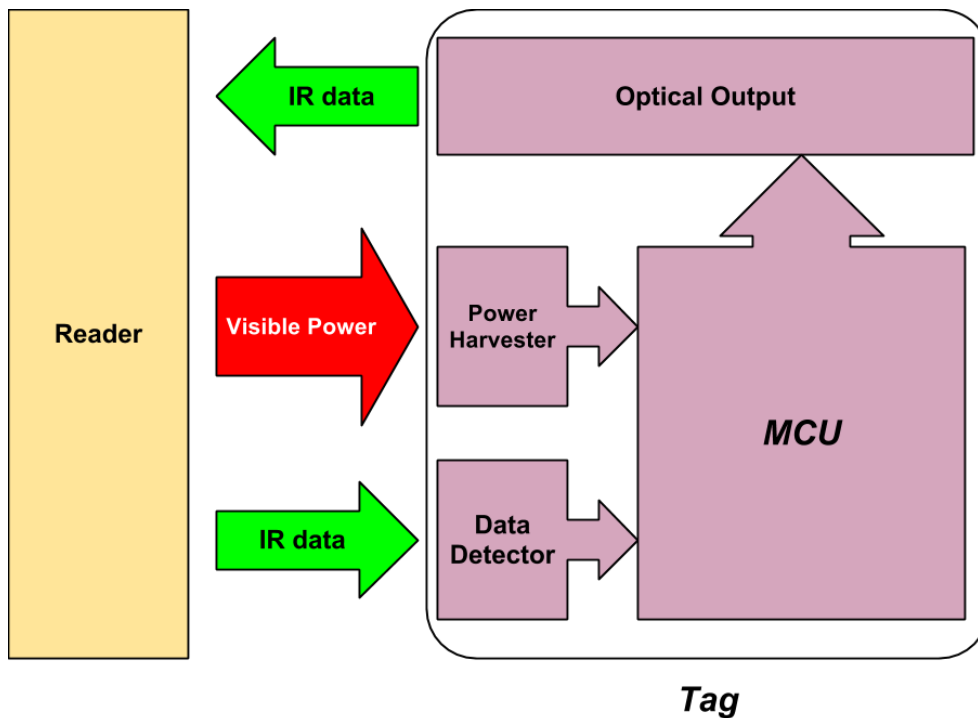 IR data
Optical Output
Reader
Visible Power
Power
Harvester
MCU
IR data
Data
Detector
Tag